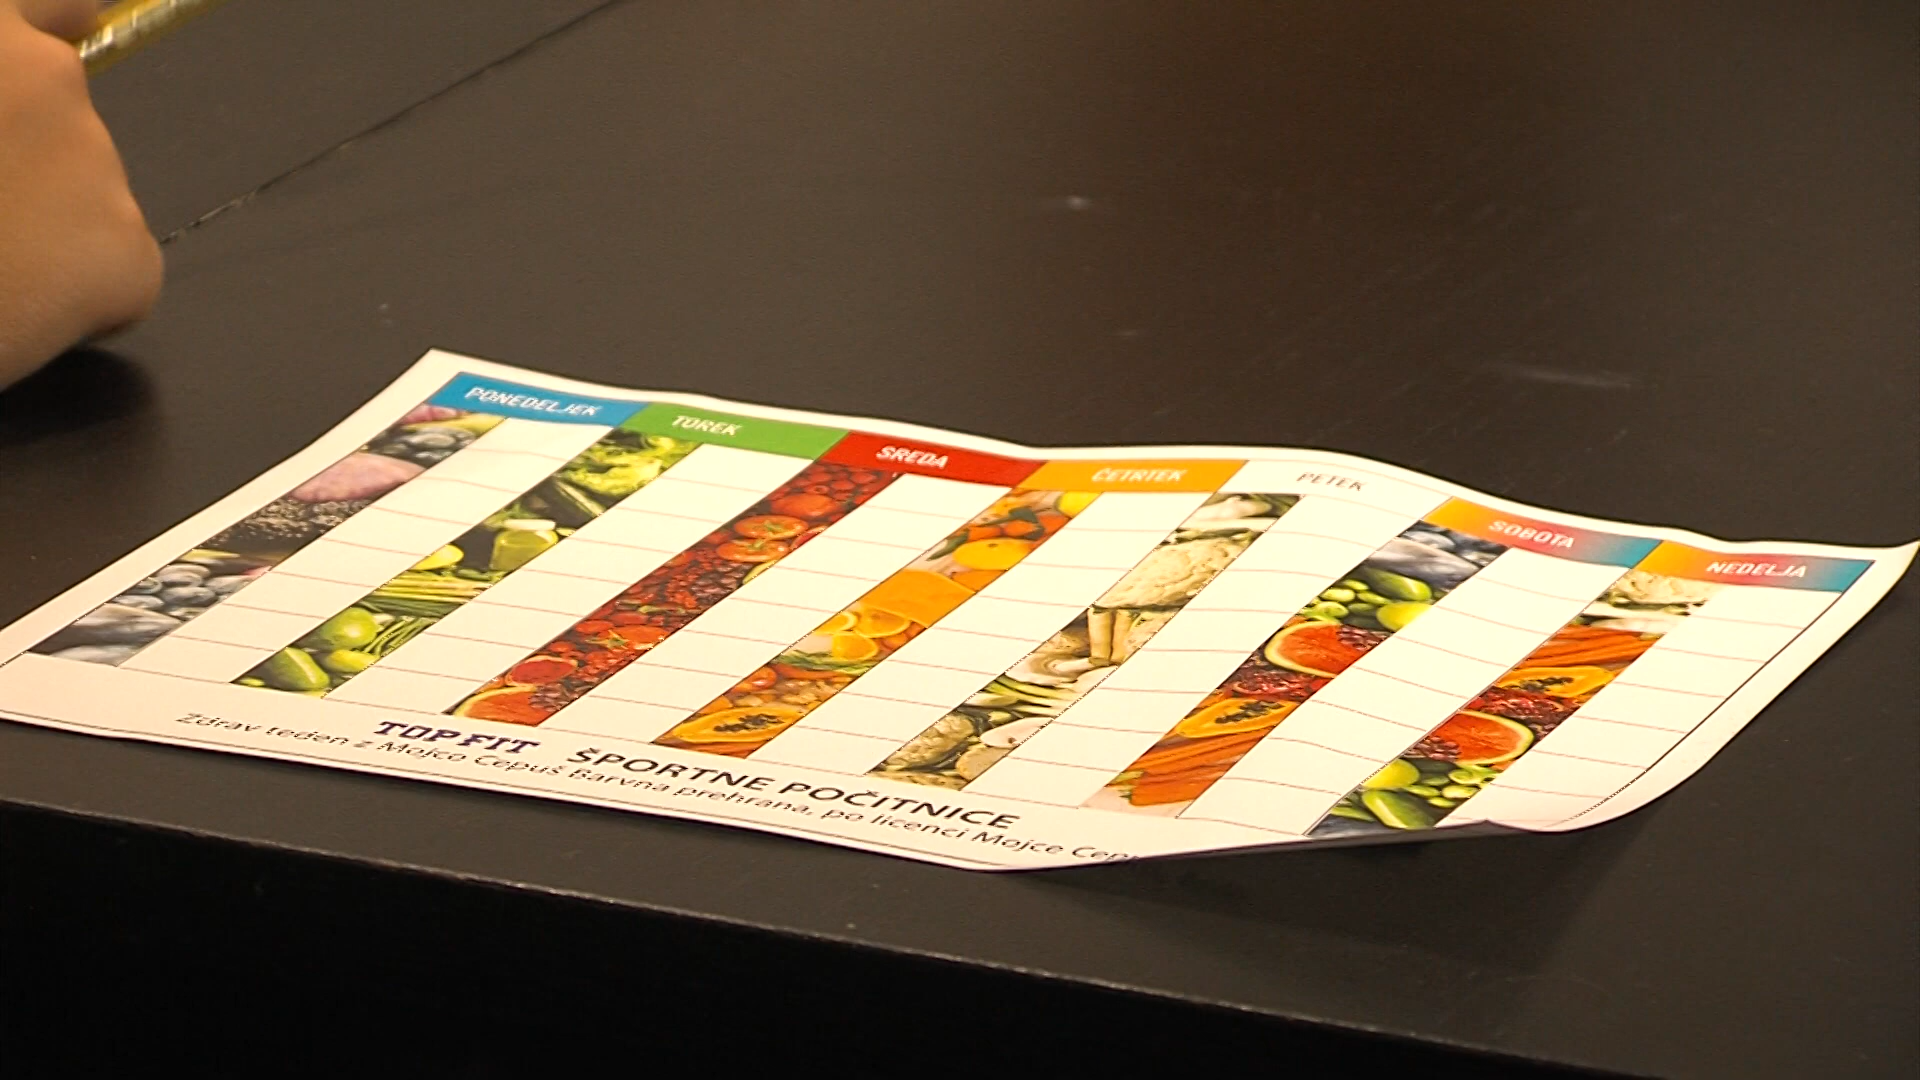 PONEDELJEK TOREK SREDA ČETRTEK PETEK SOBOTA NEDELJA
TOP FIT ŠPORTNE POČITNICE
Zdrav teden z Mojco Cepuš Barvna prehrana, po licenci Mojce